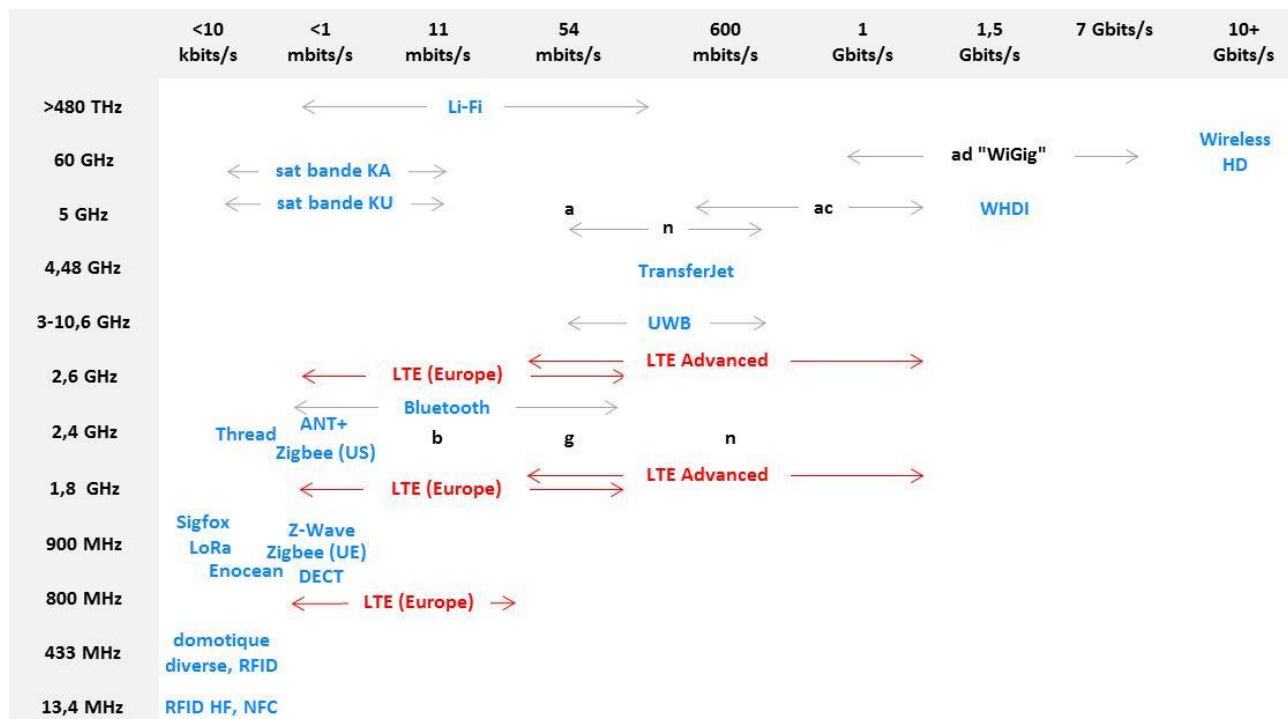 <10 <1 11 54 600 1 1,5 7 Gbits/s 10+
kbits/s mbits/s mbits/s mbits/s mbits/s Gbits/s Gbits/s Gbits/s
>480 THz Li-Fi
60 GHz ad "WiGig" Wireless
HD
sat bande KA
sat bande KU
5 GHz a ac WHDI
n
4,48 GHz TransferJet
3-10,6 GHz UWB
LTE Advanced
2,6 GHz LTE (Europe)
Bluetooth
2,4 GHz Thread ANT+ b g n
Zigbee (US)
LTE Advanced
1,8 GHz LTE (Europe)
Sigfox Z-Wave
900 MHz LoRa Zigbee (UE)
Enocean DECT
800 MHz LTE (Europe)
domotique
433 MHz diverse, RFID
13,4 MHz RFID HF, NFC